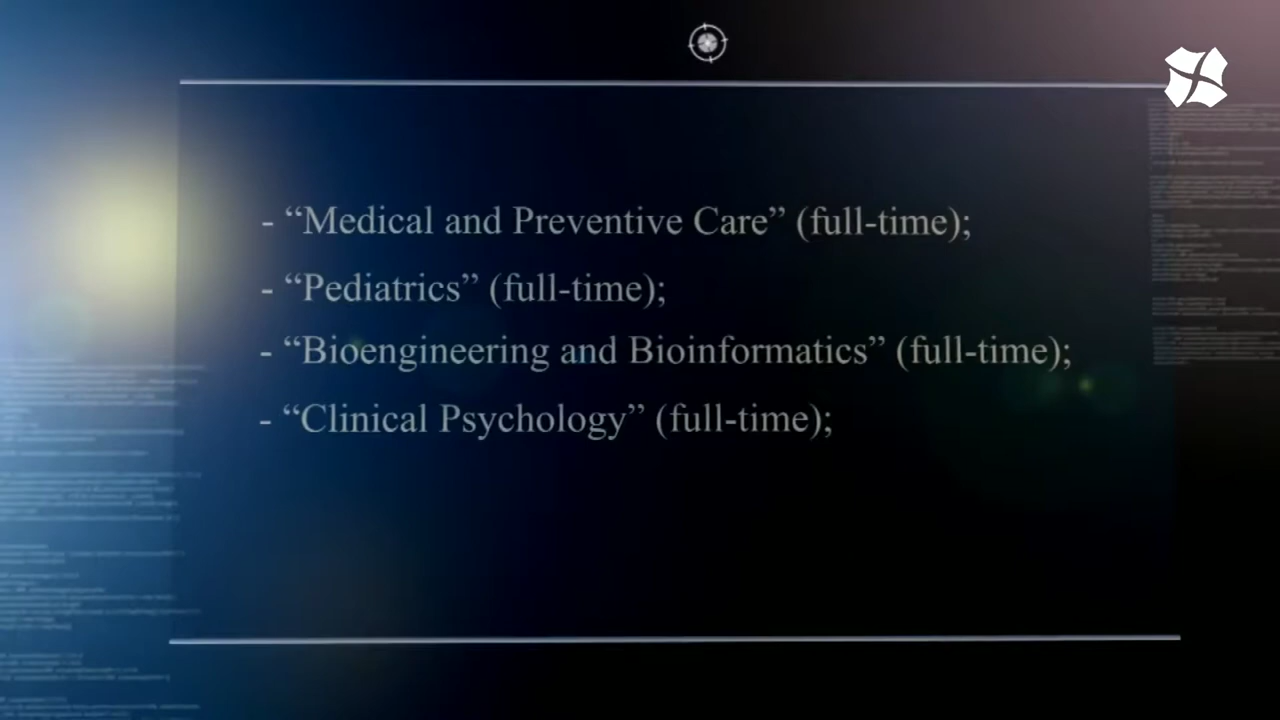 - “Medical and Preventive Care” (full-time);
- “Pediatrics” (full-time);
- “Bioengineering and Bioinformatics” (full-time);
- “Clinical Psychology” (full-time);